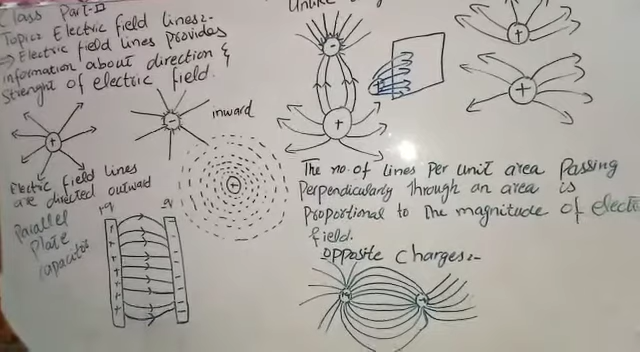 Class Part-II
Topic: Electric field lines:-
⇒ Electric field lines provides
information about direction &
Strenght of electric field.
Unlike
inward
Electric field lines
are directed outward
Parallel
Plate
capacitor
+q
-q
The no. of lines per unit area passing
perpendicularly through an area is
proportional to the magnitude of elect
field.
opposite charges:-